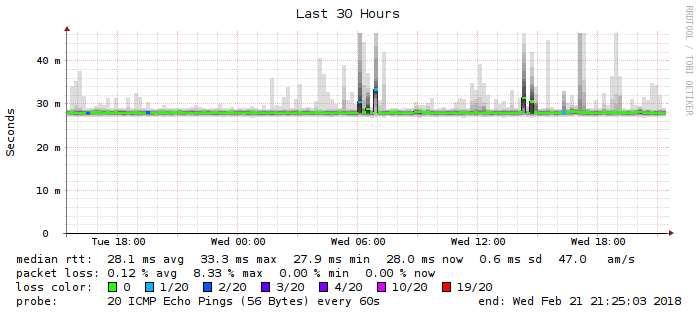 Last 30 Hours
RRDTOOL / TOBI OETIKER
Seconds
40 m
30 m
20 m
10 m
0
Tue 18:00 Wed 00:00 Wed 06:00 Wed 12:00 Wed 18:00
median rtt: 28.1 ms avg 33.3 ms max 27.9 ms min 28.0 ms now 0.6 ms sd 47.0 am/s
packet loss: 0.12 % avg 8.33 % max 0.00 % min 0.00 % now
loss color: 0 1/20 2/20 3/20 4/20 10/20 19/20
probe: 20 ICMP Echo Pings (56 Bytes) every 60s end: Wed Feb 21 21:25:03 2018